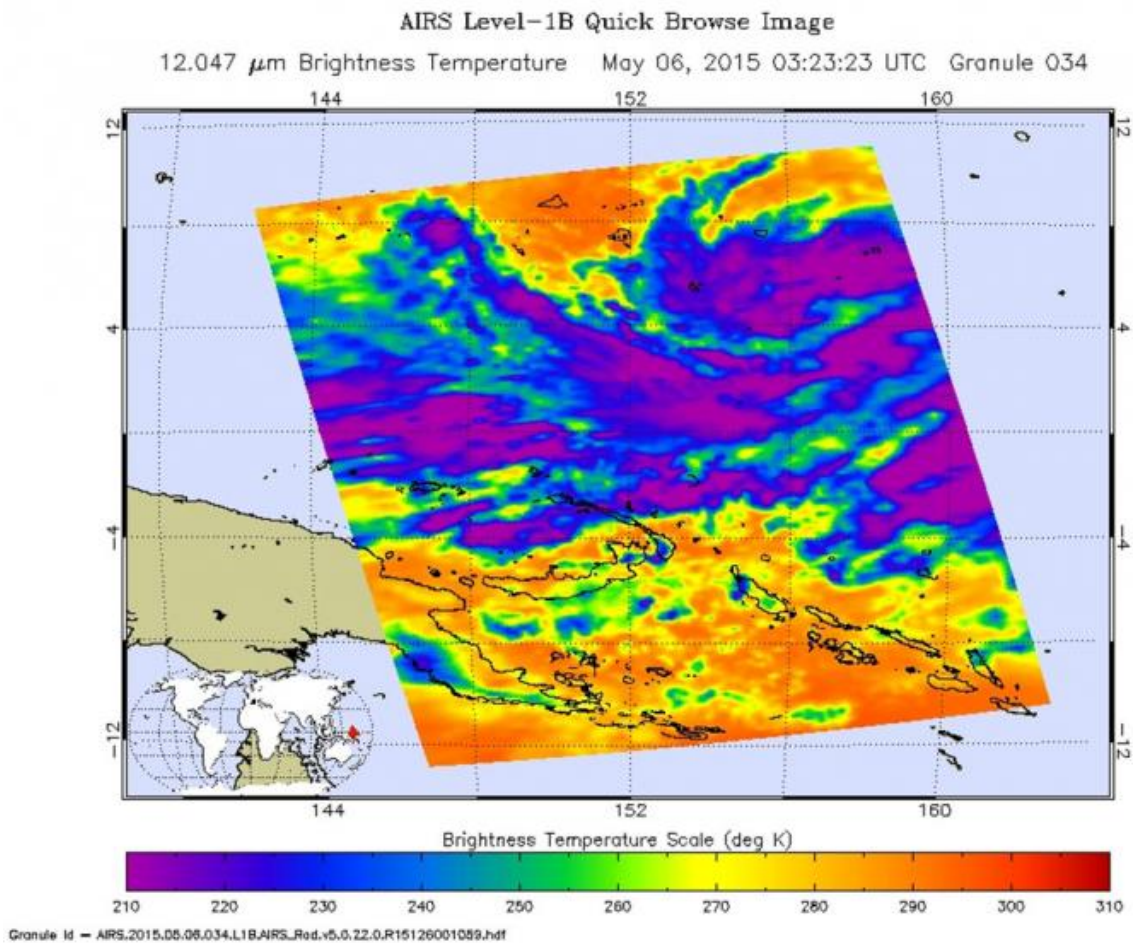 AIRS Level-1B Quick Browse Image
12.047 μm Brightness Temperature May 06, 2015 03:23:23 UTC Granule 034
144 152 160
12 12
4 4
-4 -4
-12 -12
144 152 160
Brightness Temperature Scale (deg K)
210 220 230 240 250 260 270 280 290 300 310
Granule Id = AIRS.2015.05.06.034.L1B.AIRS_Rad.v5.0.22.0.R15126001089.hdf